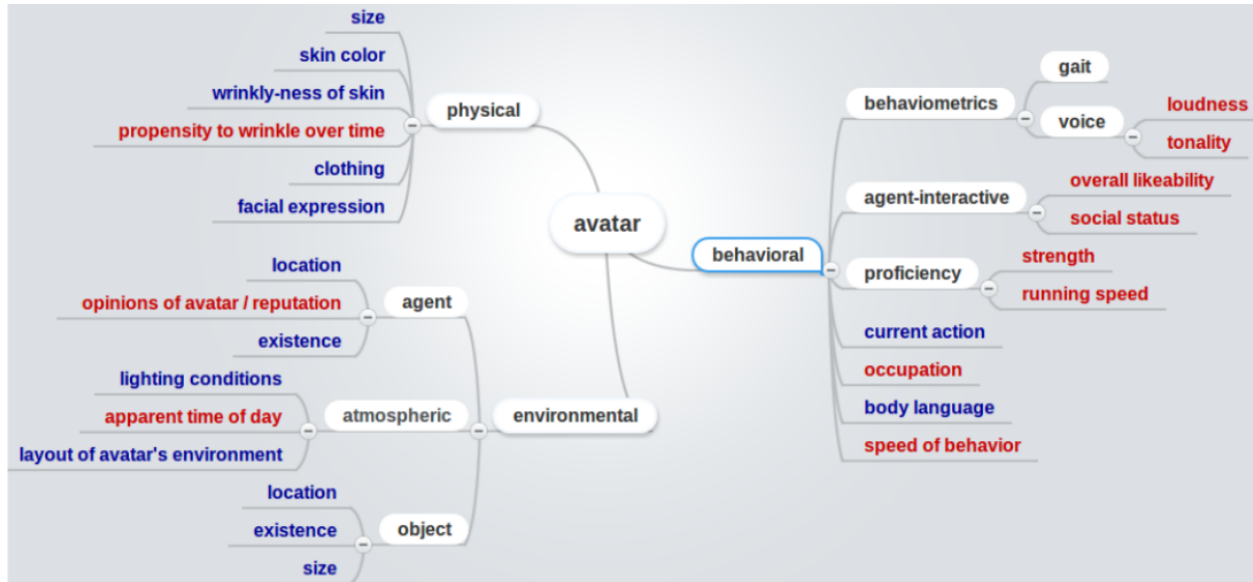 size
skin color
wrinkly-ness of skin
propensity to wrinkle over time
clothing
facial expression
physical
avatar
location
opinions of avatar / reputation
existence
agent
lighting conditions
apparent time of day
layout of avatar's environment
atmospheric
environmental
location
existence
size
object
behavioral
behaviometrics
gait
voice
loudness
tonality
agent-interactive
overall likeability
social status
proficiency
strength
running speed
current action
occupation
body language
speed of behavior